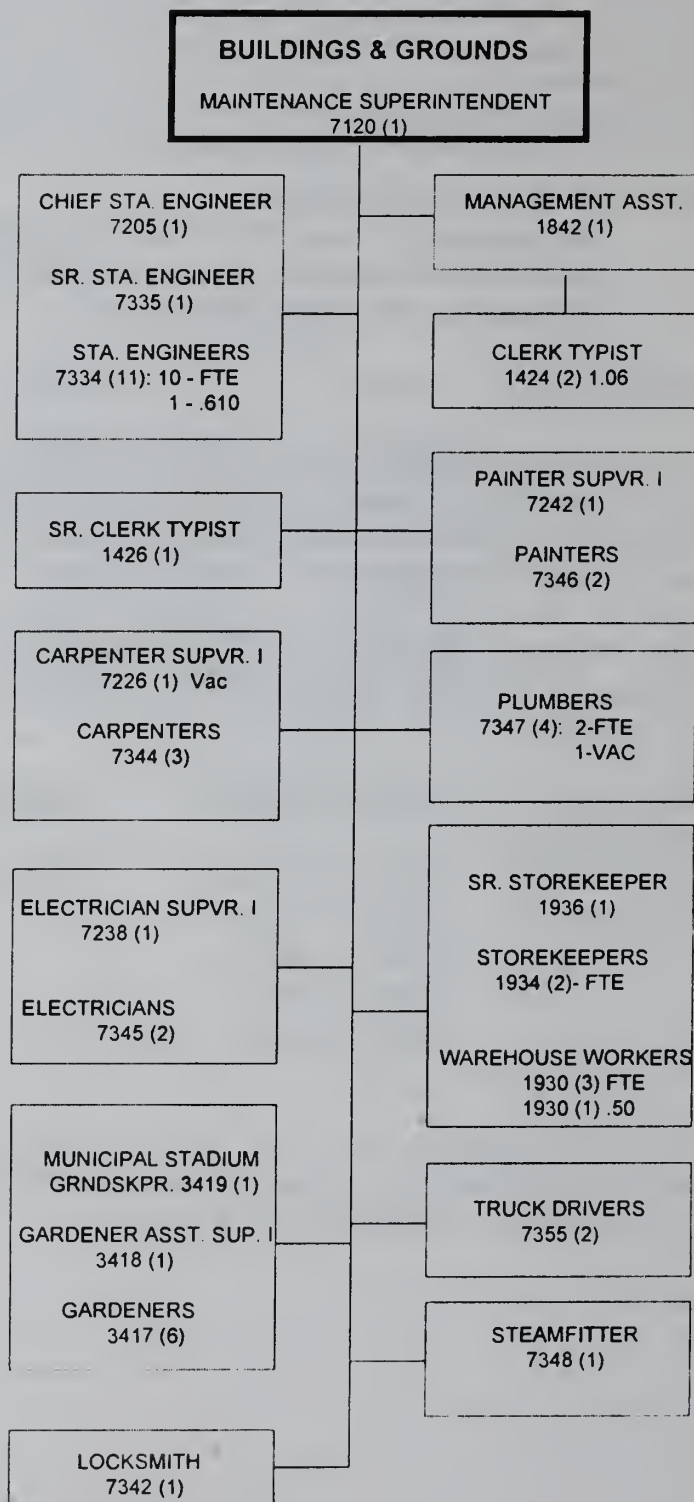 BUILDINGS & GROUNDS
MAINTENANCE SUPERINTENDENT
7120 (1)
CHIEF STA. ENGINEER
7205 (1)
SR. STA. ENGINEER
7335 (1)
STA. ENGINEERS
7334 (11): 10 - FTE
1 - .610
MANAGEMENT ASST.
1842 (1)
CLERK TYPIST
1424 (2) 1.06
SR. CLERK TYPIST
1426 (1)
PAINTER SUPVR. I
7242 (1)
PAINTERS
7346 (2)
CARPENTER SUPVR. I
7226 (1) Vac
CARPENTERS
7344 (3)
PLUMBERS
7347 (4): 2-FTE
1-VAC
ELECTRICIAN SUPVR. I
7238 (1)
ELECTRICIANS
7345 (2)
SR. STOREKEEPER
1936 (1)
STOREKEEPERS
1934 (2)- FTE
WAREHOUSE WORKERS
1930 (3) FTE
1930 (1) .50
MUNICIPAL STADIUM
GRNDSKPR. 3419 (1)
GARDENER ASST. SUP. I
3418 (1)
GARDENERS
3417 (6)
TRUCK DRIVERS
7355 (2)
STEAMFITTER
7348 (1)
LOCKSMITH
7342 (1)